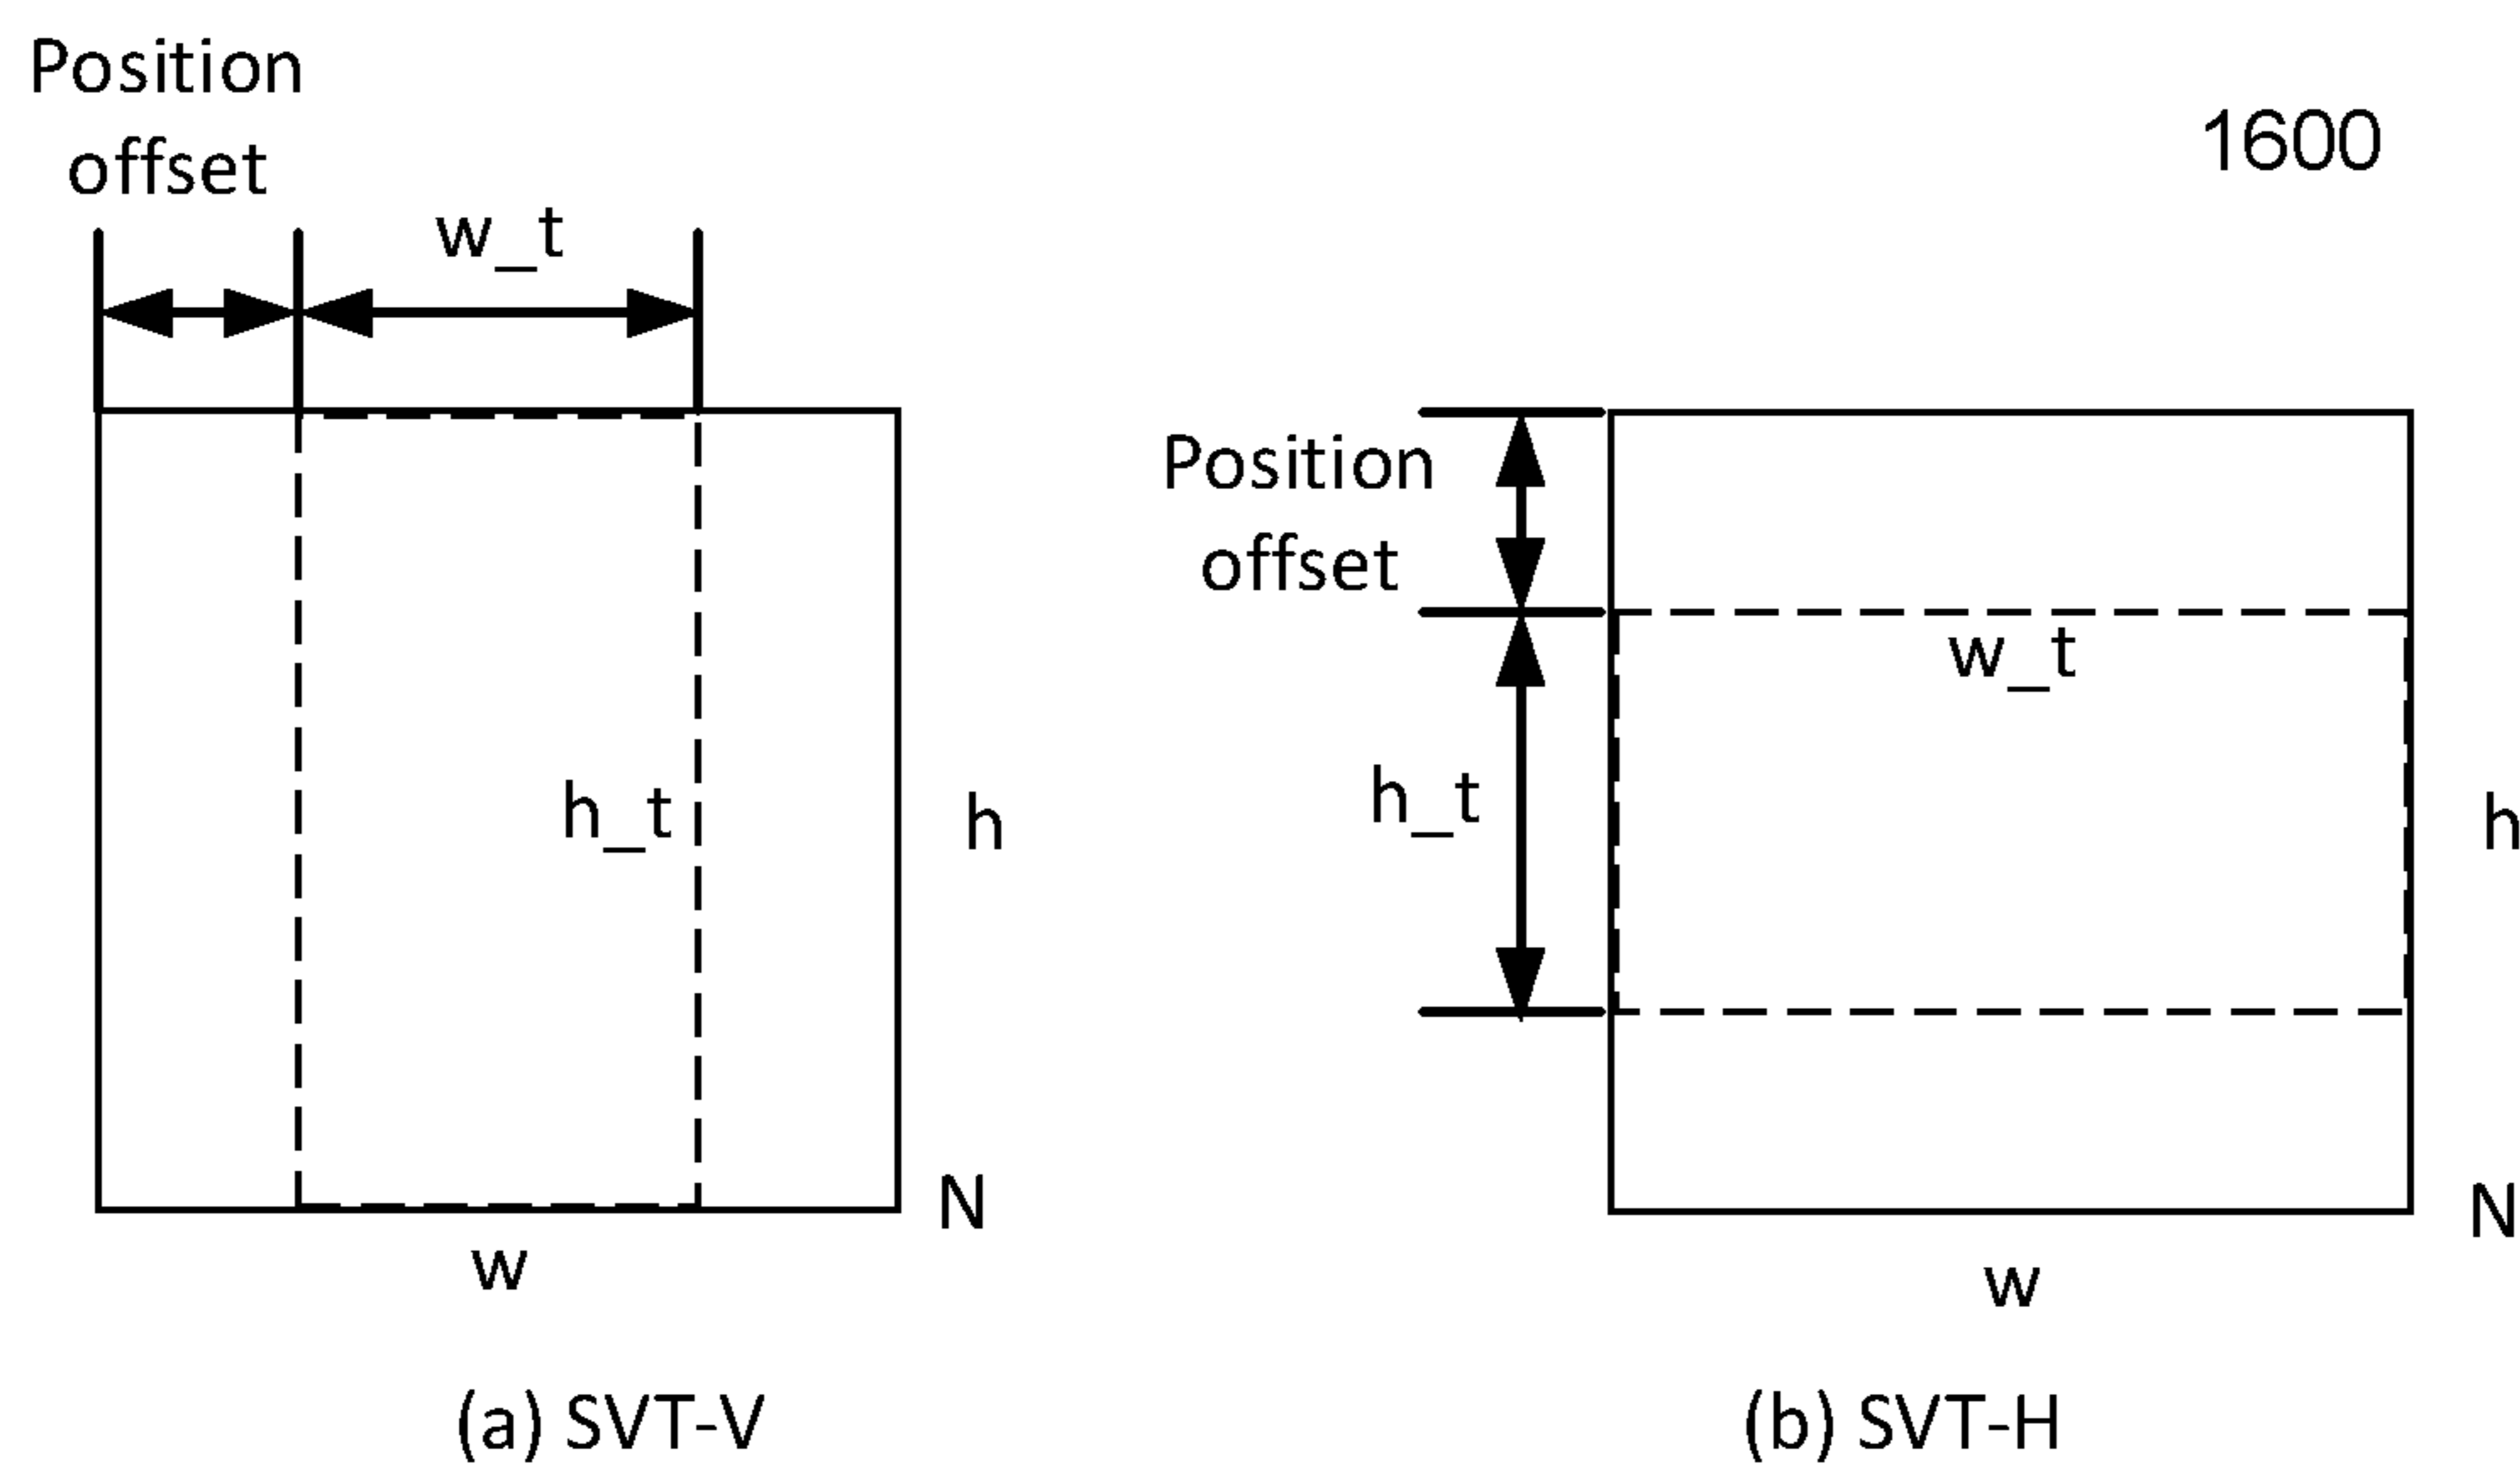 Position
offset
w_t
h_t
h
N
w
(a) SVT-V
1600
Position
offset
w_t
h_t
h
N
w
(b) SVT-H